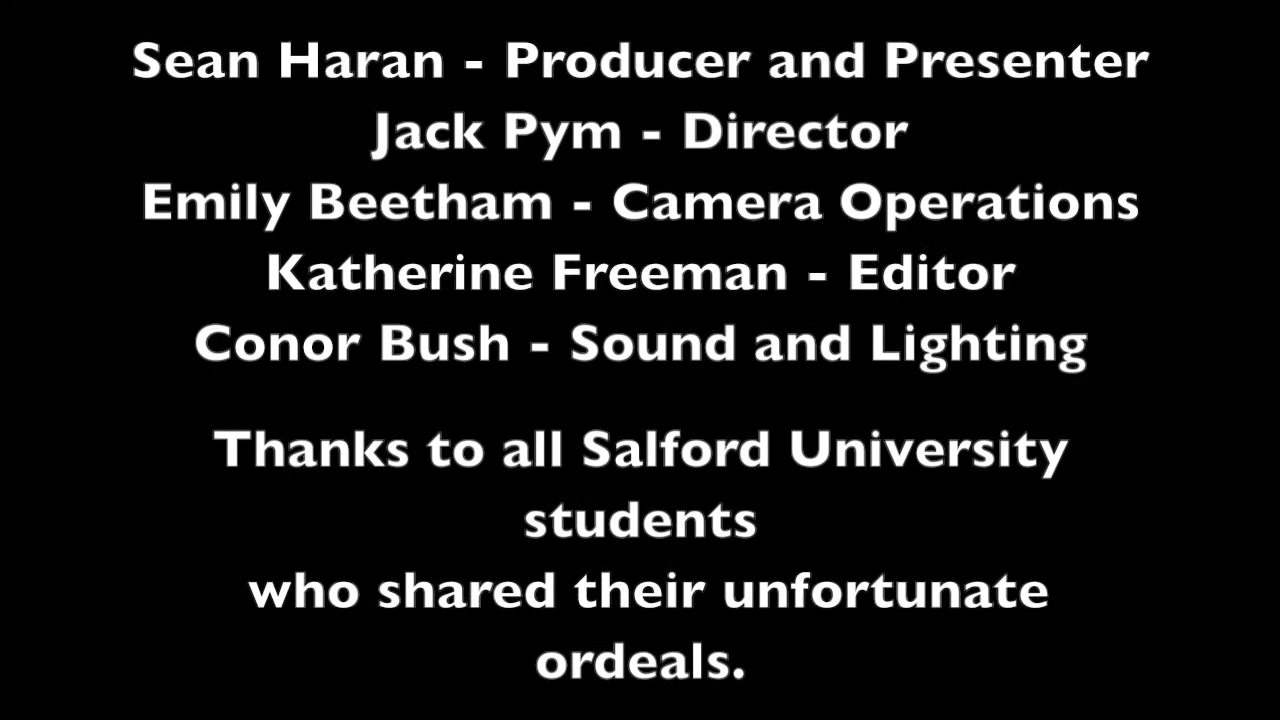 Sean Haran - Producer and Presenter
Jack Pym - Director
Emily Beetham - Camera Operations
Katherine Freeman - Editor
Conor Bush - Sound and Lighting
Thanks to all Salford University
students
who shared their unfortunate
ordeals.